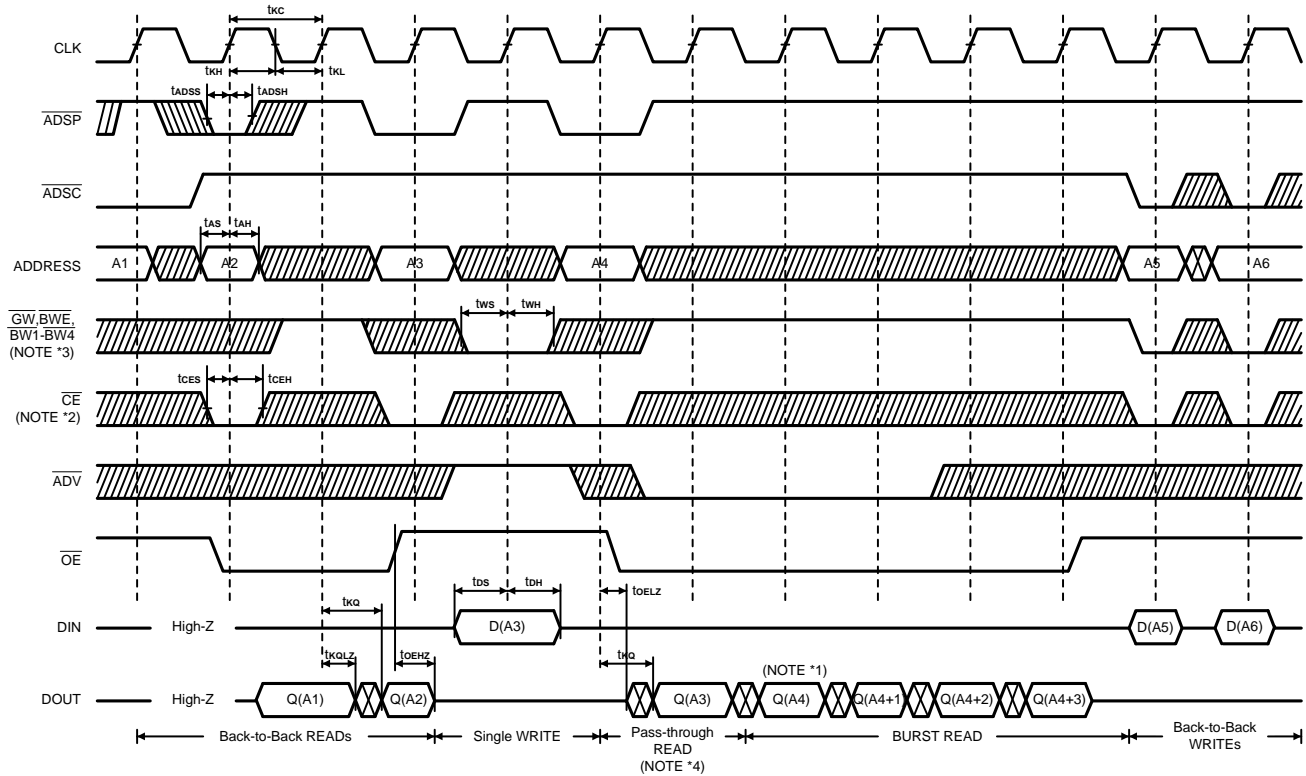 tKC
CLK
tKH
tKL
tADSS
tADSH
ADSP
ADSC
tAS
tAH
ADDRESS
A1
A2
A3
A4
A5
A6
GW,BWE,
BW1-BW4
(NOTE *3)
tWS
tWH
tCES
tCEH
CE
(NOTE *2)
ADV
OE
tDS
tDH
tOELZ
tKQ
DIN
High-Z
D(A3)
D(A5)
D(A6)
tKQLZ
tOEHZ
tKQ
(NOTE *1)
DOUT
High-Z
Q(A1)
Q(A2)
Q(A3)
Q(A4)
Q(A4+1)
Q(A4+2)
Q(A4+3)
Back-to-Back READs
Single WRITE
Pass-through
READ
(NOTE *4)
BURST READ
Back-to-Back
WRITEs